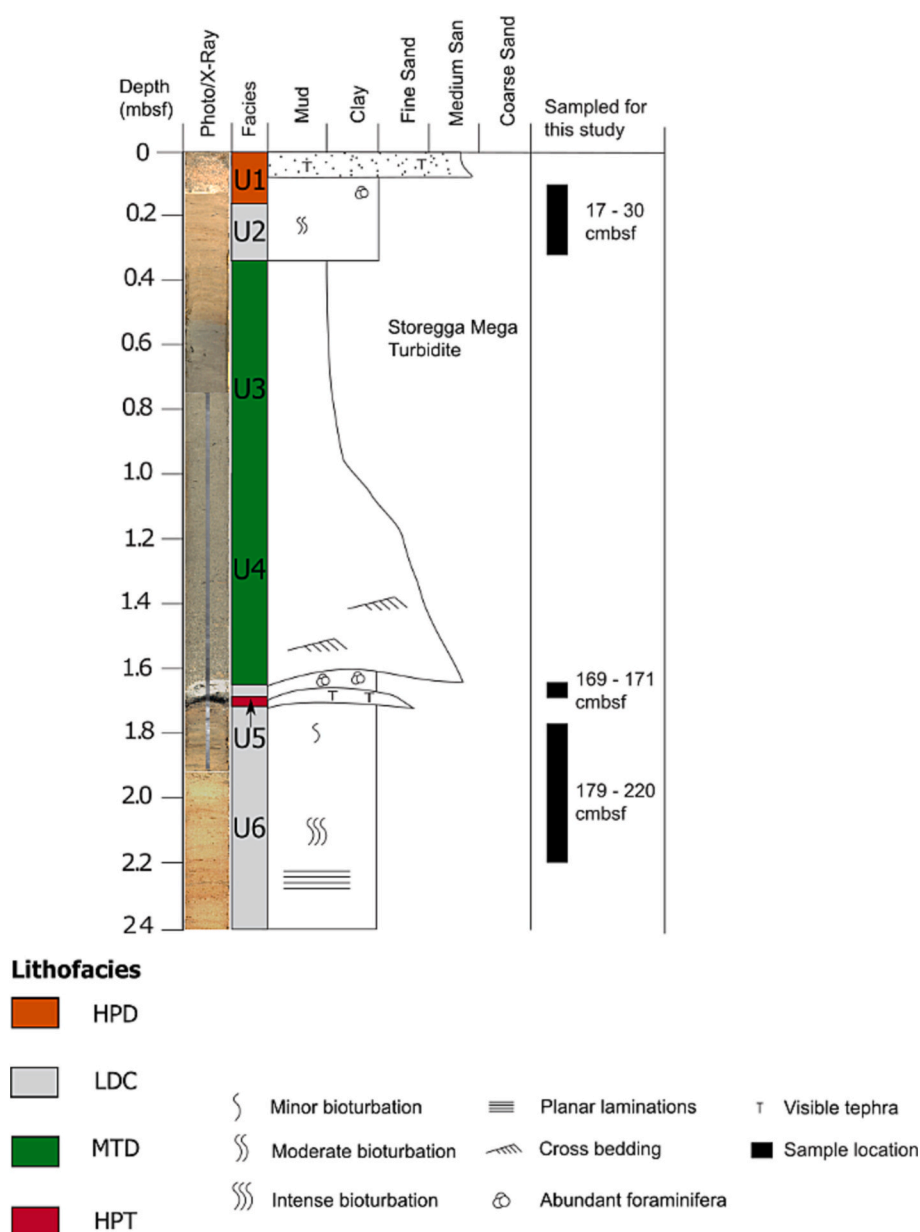 Depth
(mbsf)
Photo/X-Ray
Facies
Mud
Clay
Fine Sand
Medium San
Coarse Sand
Sampled for
this study
0
0.2
0.4
0.6
0.8
1.0
1.2
1.4
1.6
1.8
2.0
2.2
2.4
U1
U2
U3
U4
U5
U6
T T
Storegga Mega
Turbidite
T T
17 - 30
cmbsf
169 - 171
cmbsf
179 - 220
cmbsf
Lithofacies
HPD
LDC
MTD
HPT
Minor bioturbation
Moderate bioturbation
Intense bioturbation
Planar laminations
Cross bedding
Abundant foraminifera
T Visible tephra
Sample location